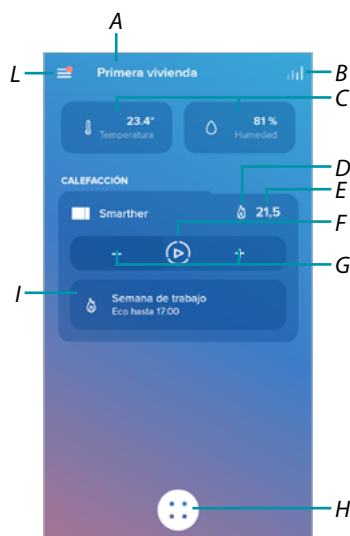 A
L
Primera vivienda
B
C
23.4°
Temperatura
81 %
Humedad
D
E
CALEFACCIÓN
Smarther
21,5
F
- +
G
I
Semana de trabajo
Eco hasta 17:00
H